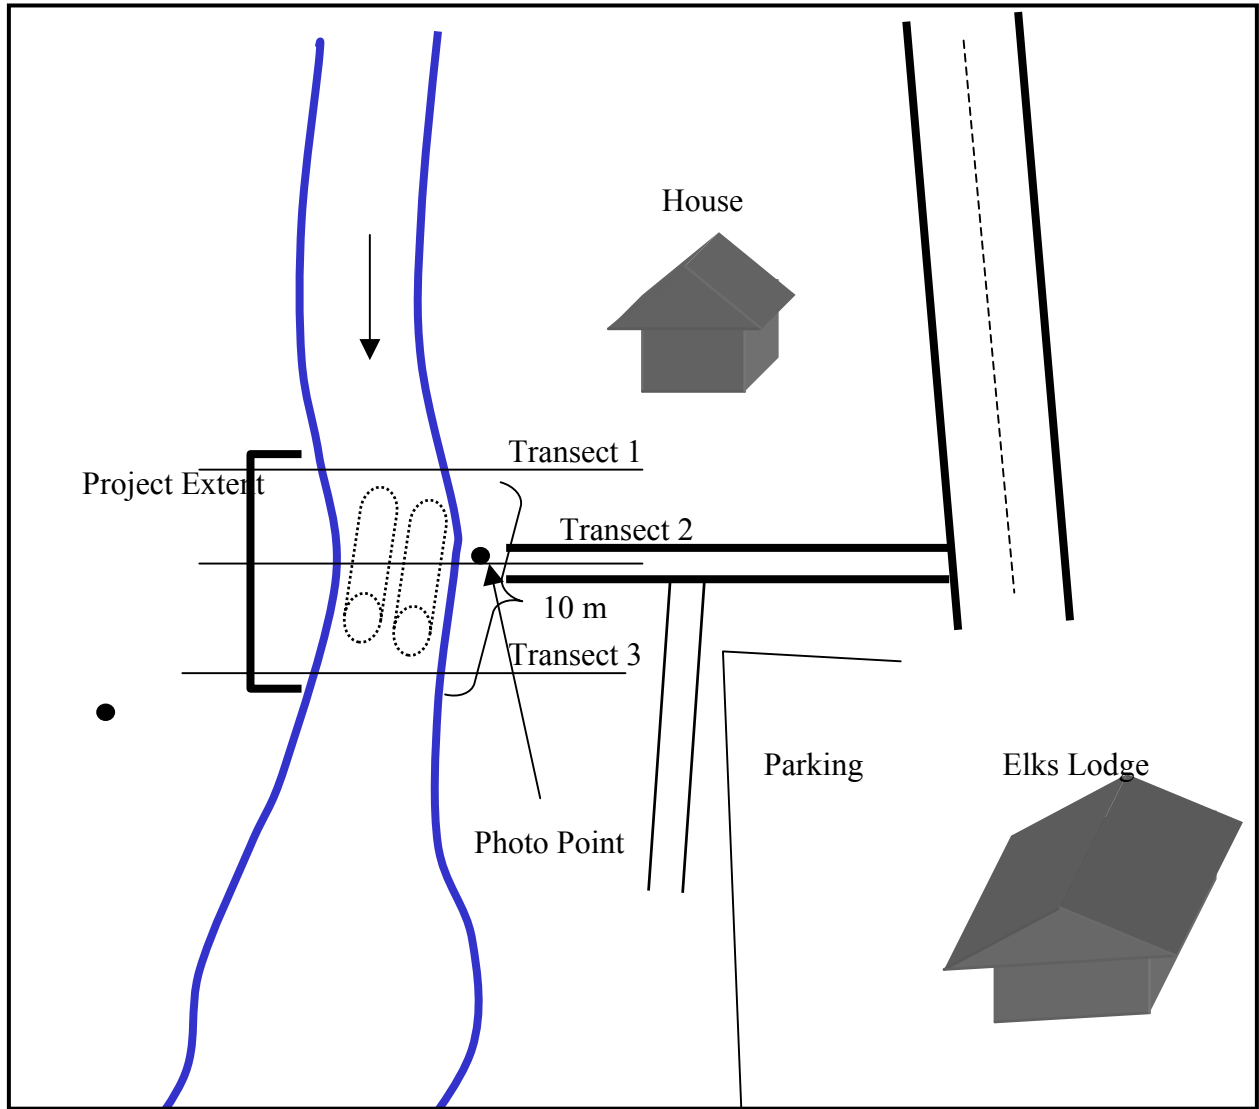 House
Transect 1
Project Extent
Transect 2
10 m
Transect 3
Parking
Elks Lodge
Photo Point